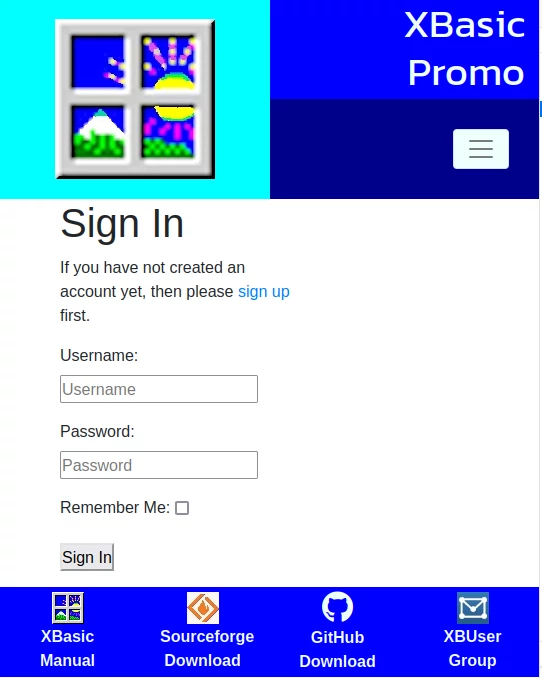 XBasic
Promo
Sign In
If you have not created an
account yet, then please sign up
first.
Username:
Username
Password:
Password
Remember Me:
Sign In
XBasic Manual
Sourceforge Download
GitHub Download
XBUser Group